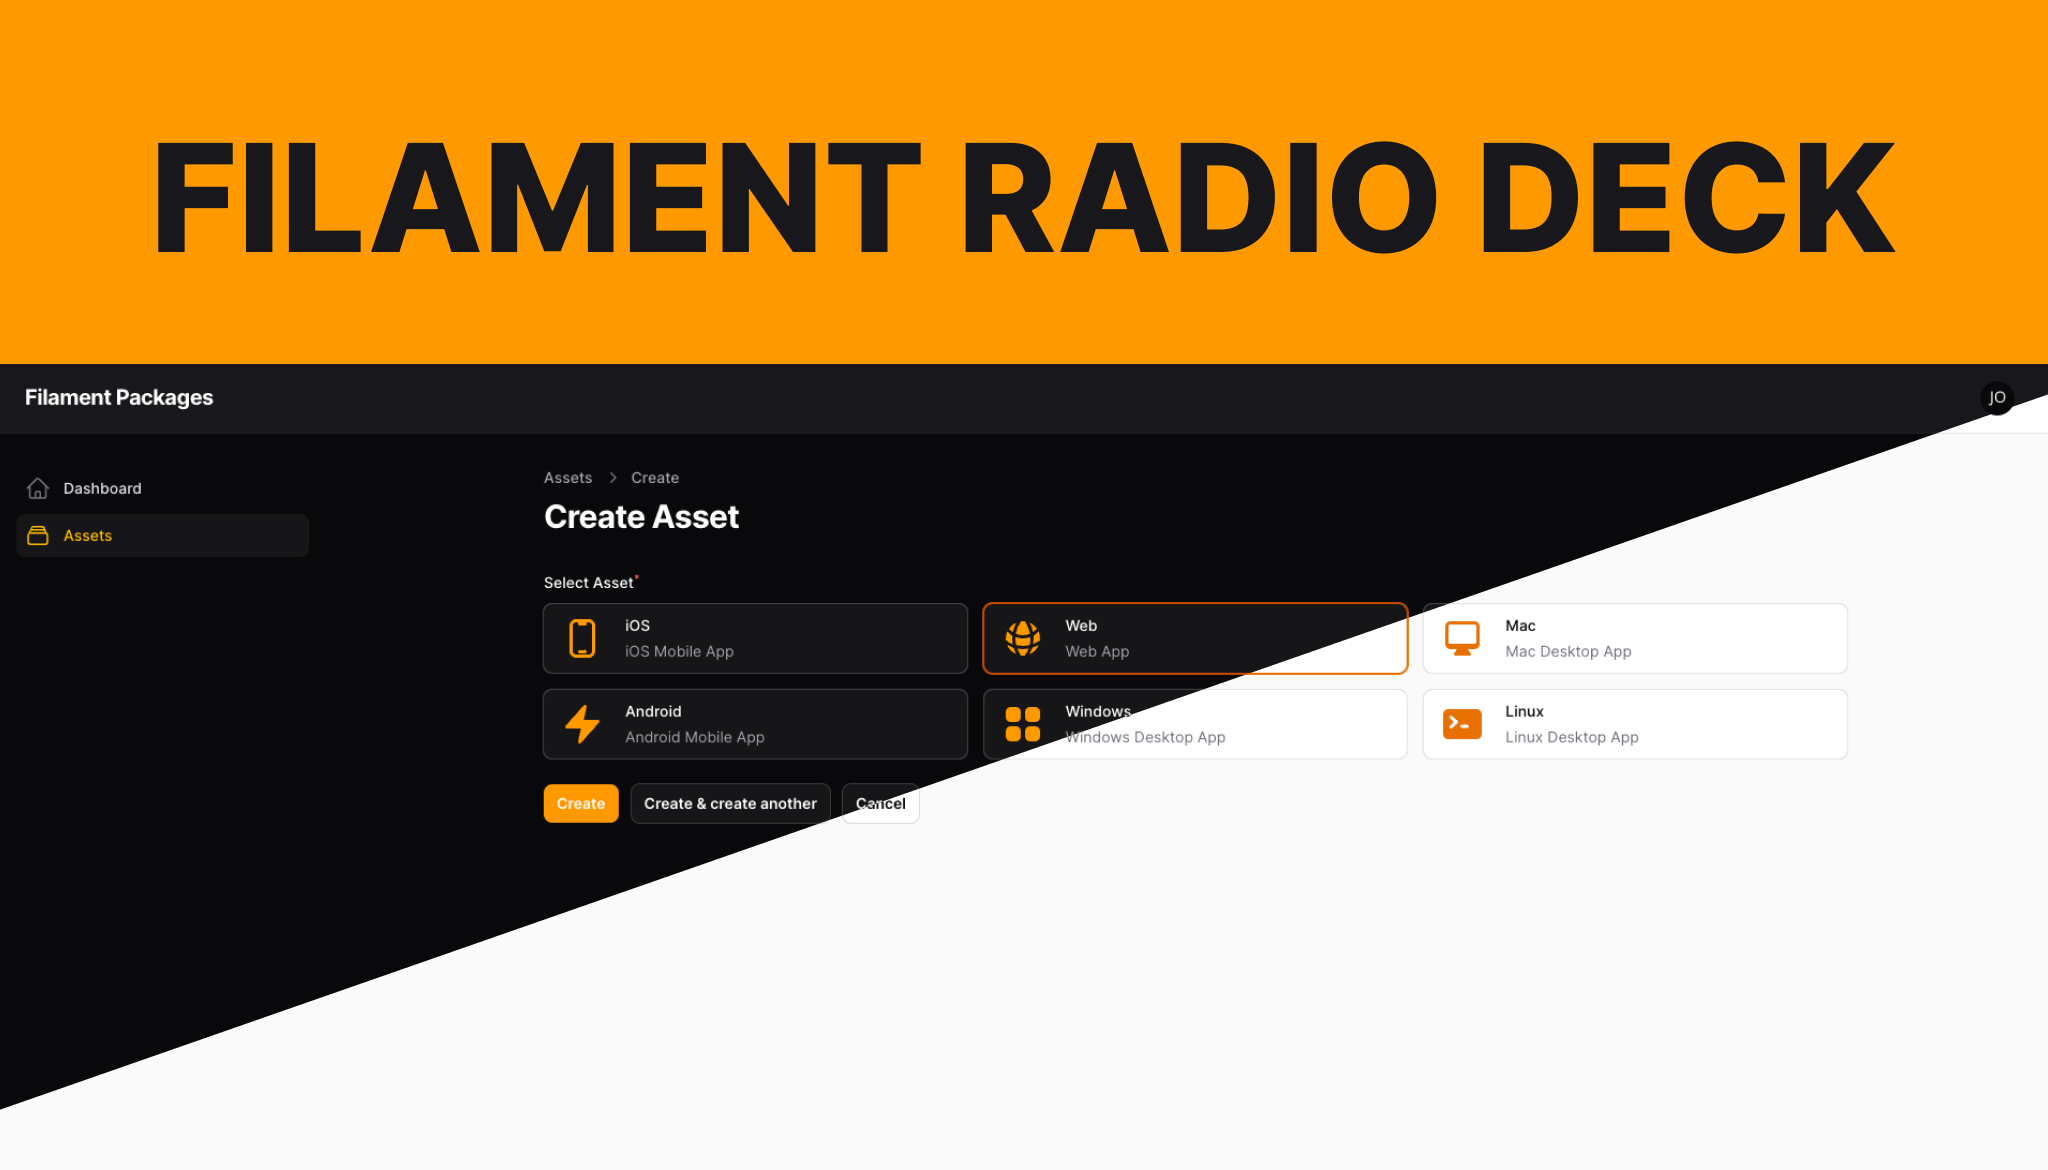 FILAMENT RADIO DECK
Filament Packages
JO
Dashboard
Assets
Assets > Create
Create Asset
Select Asset*
iOS
iOS Mobile App
Web
Web App
Mac
Mac Desktop App
Android
Android Mobile App
Windows
Windows Desktop App
Linux
Linux Desktop App
Create
Create & create another
Cancel